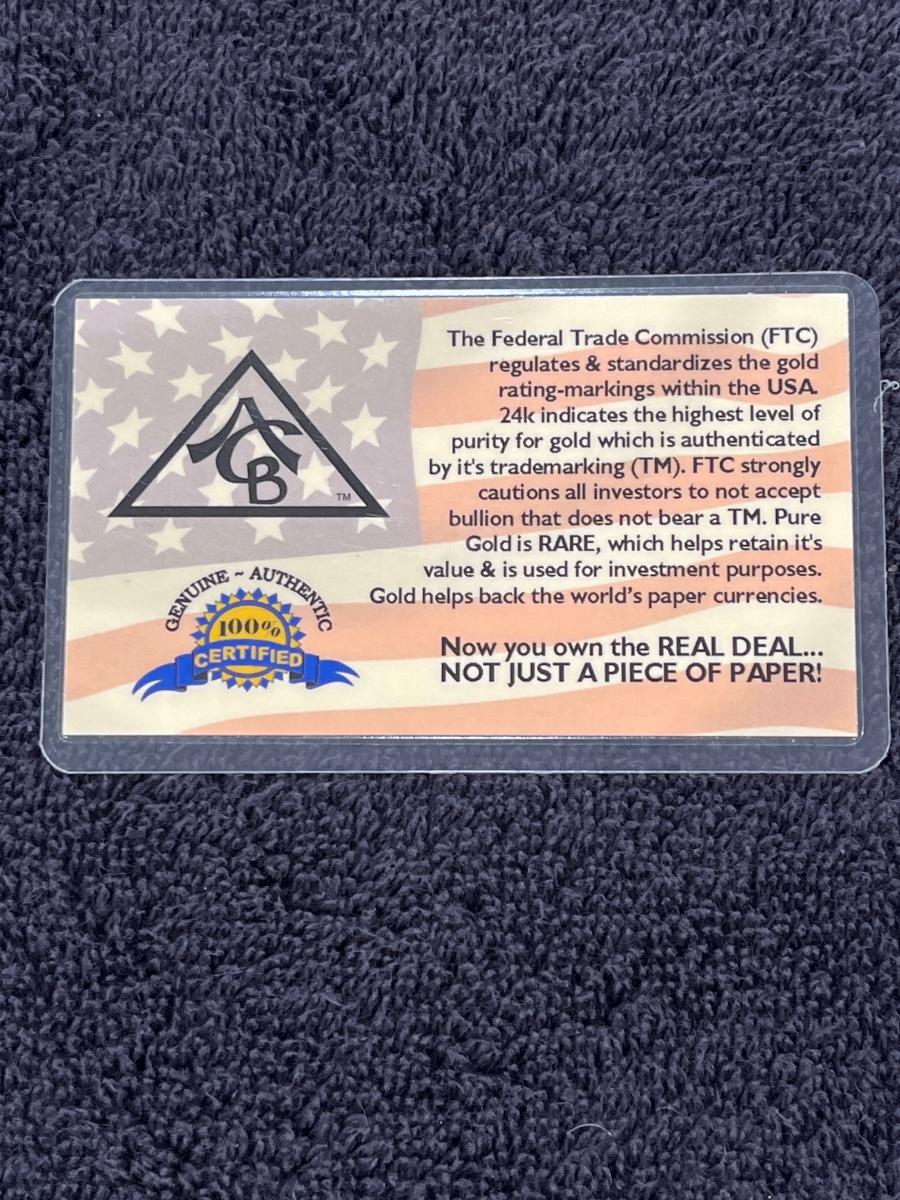 ACB
TM
GENUINE ~ AUTHENTIC
100%
CERTIFIED
The Federal Trade Commission (FTC)
regulates & standardizes the gold
rating-markings within the USA.
24k indicates the highest level of
purity for gold which is authenticated
by it's trademarking (TM). FTC strongly
cautions all investors to not accept
bullion that does not bear a TM. Pure
Gold is RARE, which helps retain it's
value & is used for investment purposes.
Gold helps back the world's paper currencies.
Now you own the REAL DEAL...
NOT JUST A PIECE OF PAPER!